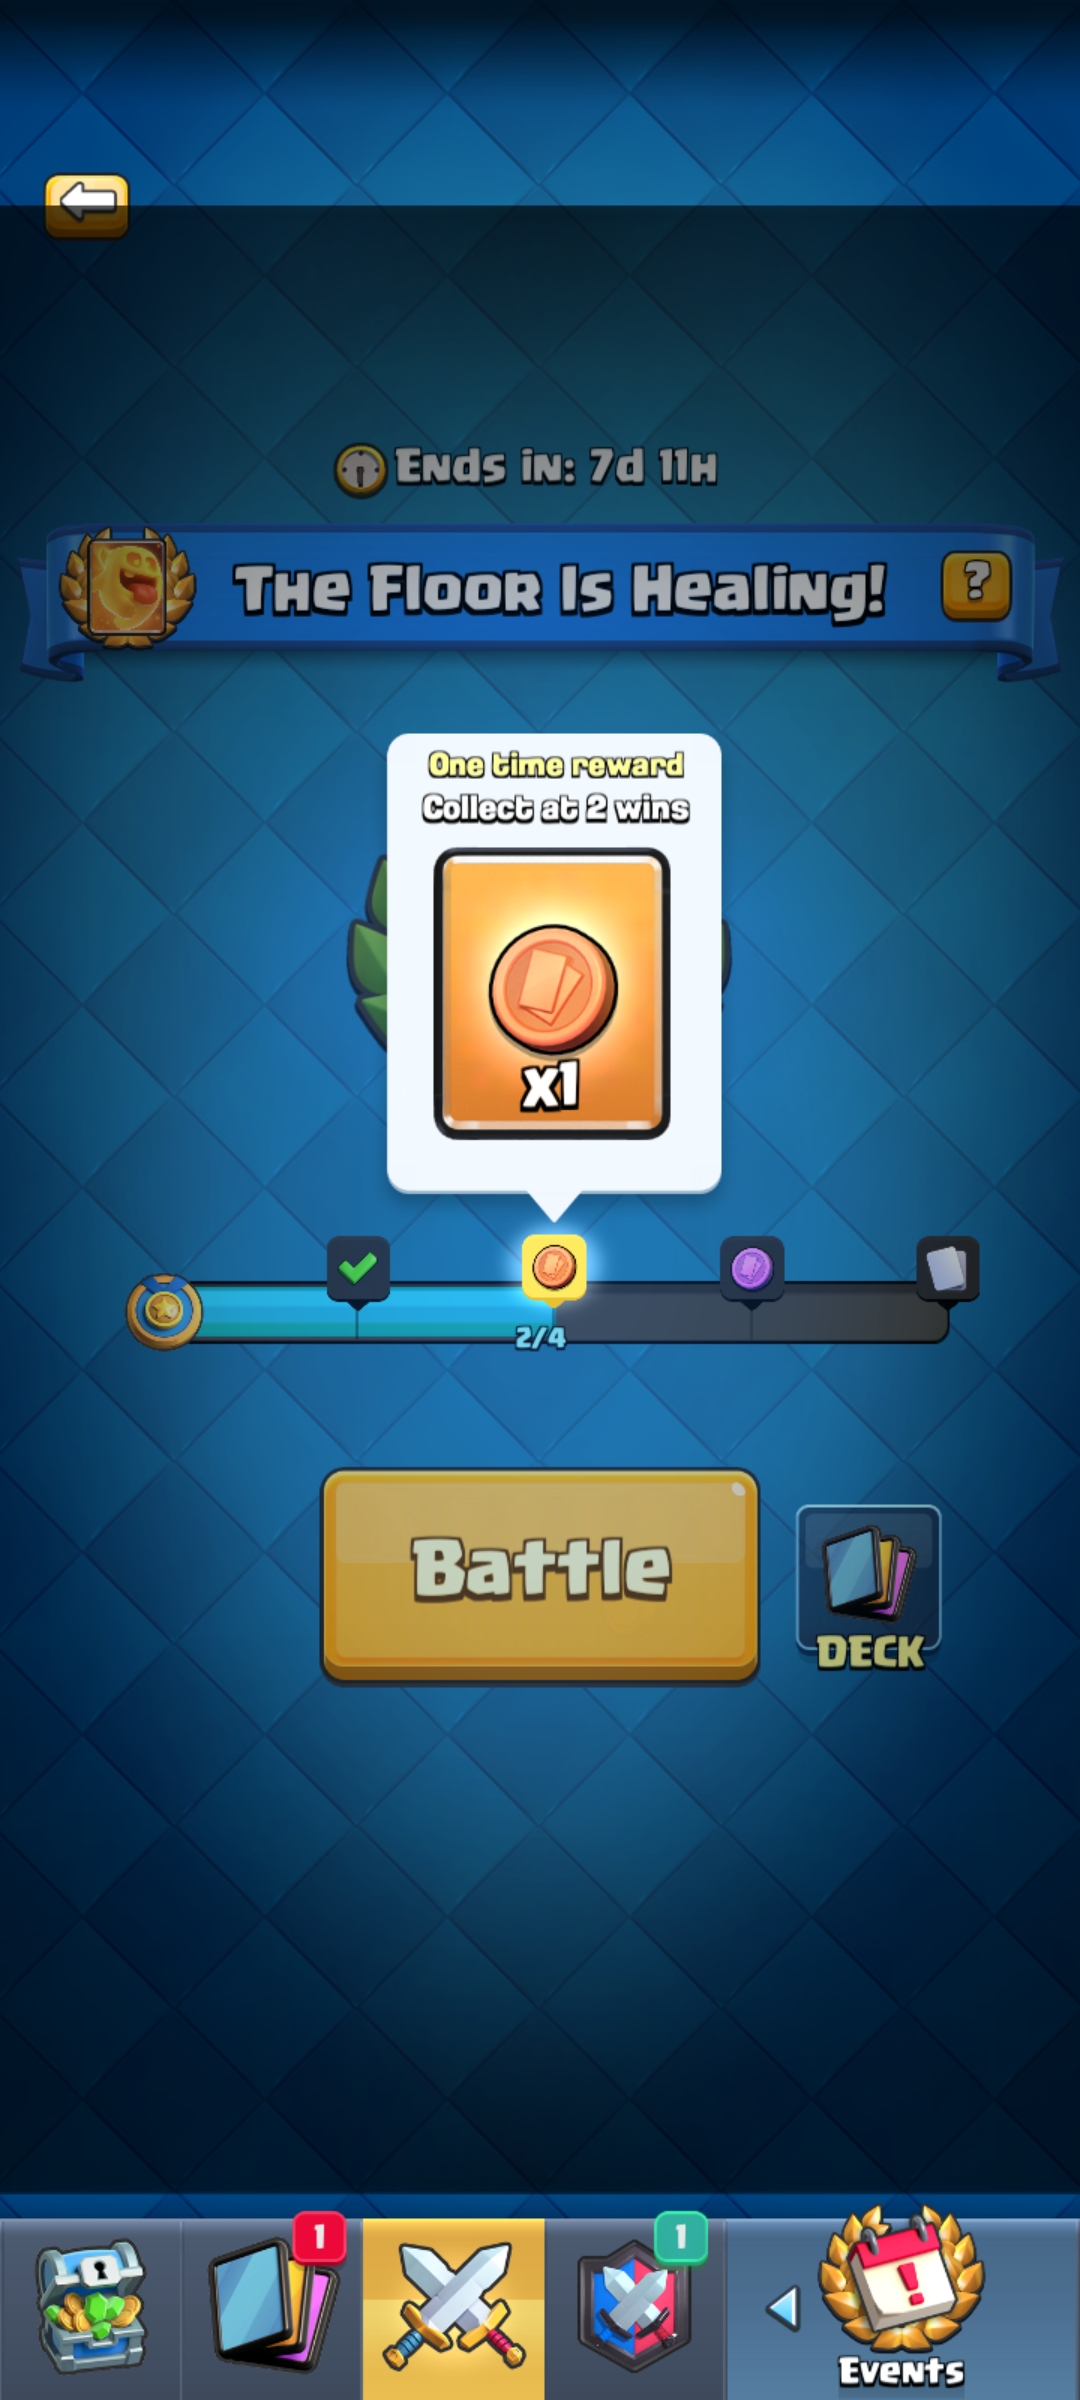 Ends in: 7d 11h
The Floor Is Healing!
?
One time reward
Collect at 2 wins
x1
2/4
Battle
DECK
1
1
!
Events